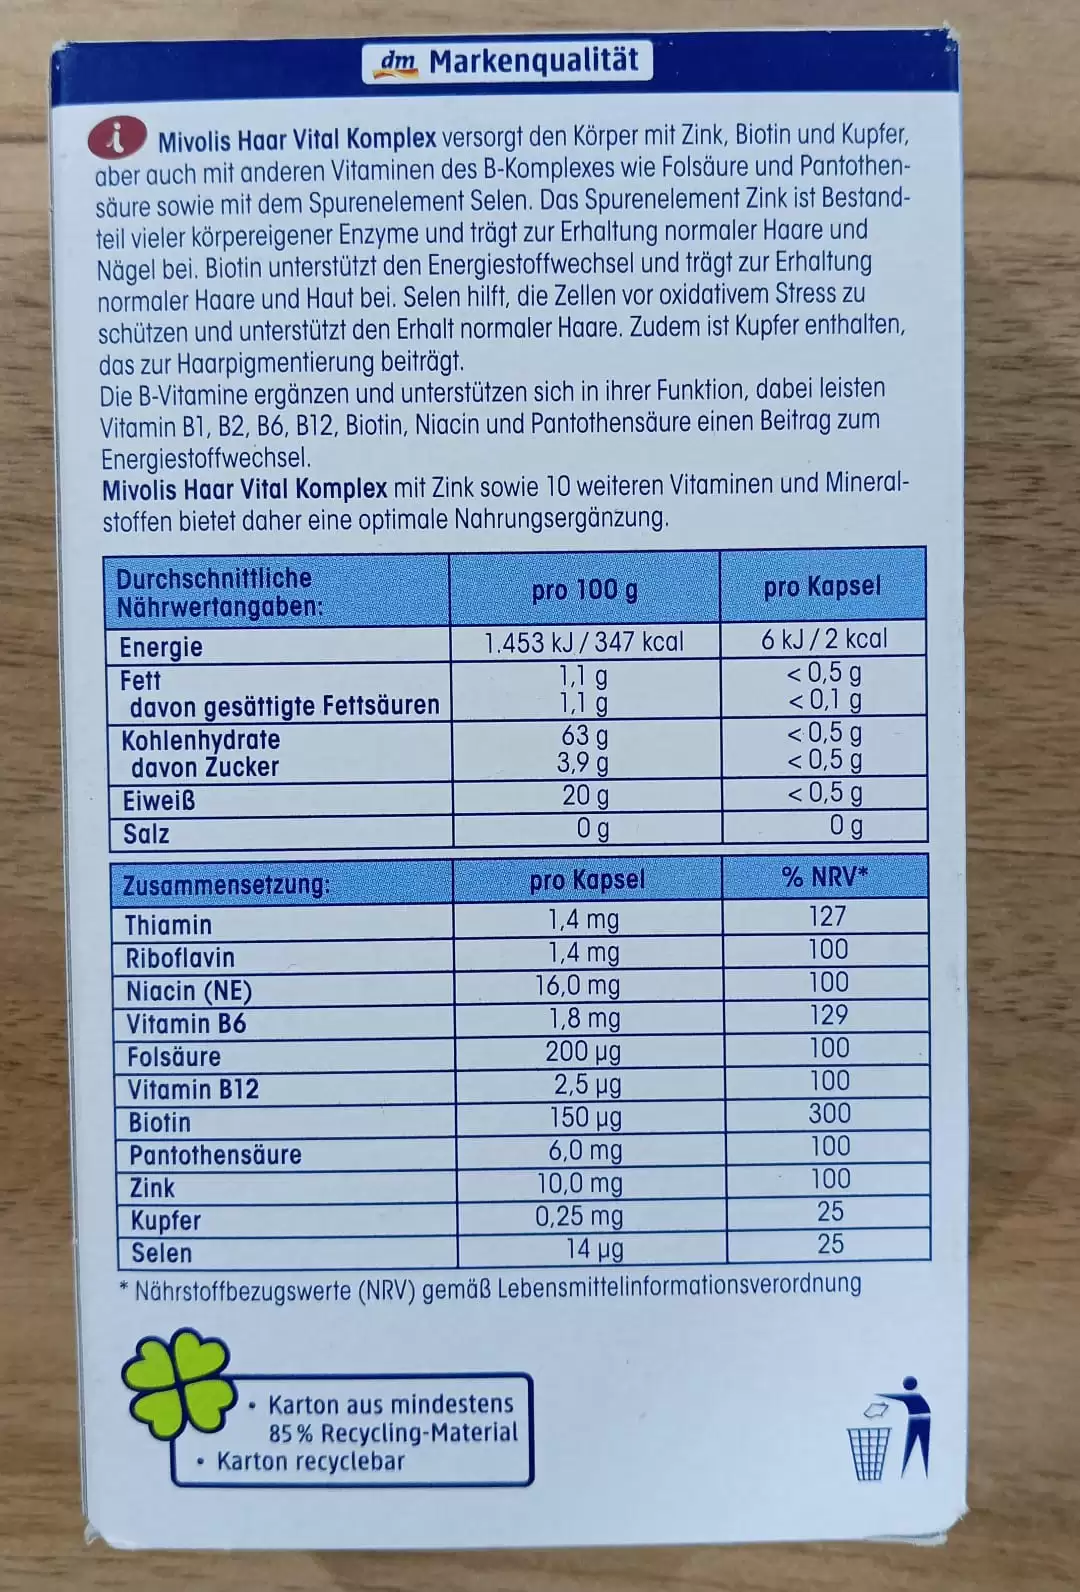 dm Markenqualität
i Mivolis Haar Vital Komplex versorgt den Körper mit Zink, Biotin und Kupfer,
aber auch mit anderen Vitaminen des B-Komplexes wie Folsäure und Pantothen-
säure sowie mit dem Spurenelement Selen. Das Spurenelement Zink ist Bestand-
teil vieler körpereigener Enzyme und trägt zur Erhaltung normaler Haare und
Nägel bei. Biotin unterstützt den Energiestoffwechsel und trägt zur Erhaltung
normaler Haare und Haut bei. Selen hilft, die Zellen vor oxidativem Stress zu
schützen und unterstützt den Erhalt normaler Haare. Zudem ist Kupfer enthalten,
das zur Haarpigmentierung beiträgt.
Die B-Vitamine ergänzen und unterstützen sich in ihrer Funktion, dabei leisten
Vitamin B1, B2, B6, B12, Biotin, Niacin und Pantothensäure einen Beitrag zum
Energiestoffwechsel.
Mivolis Haar Vital Komplex mit Zink sowie 10 weiteren Vitaminen und Mineral-
stoffen bietet daher eine optimale Nahrungsergänzung.
Durchschnittliche
Nährwertangaben: pro 100 g pro Kapsel
Energie 1.453 kJ / 347 kcal 6 kJ / 2 kcal
Fett 1,1 g < 0,5 g
davon gesättigte Fettsäuren 1,1 g < 0,1 g
Kohlenhydrate 63 g < 0,5 g
davon Zucker 3,9 g < 0,5 g
Eiweiß 20 g < 0,5 g
Salz 0 g 0 g
Zusammensetzung: pro Kapsel % NRV*
Thiamin 1,4 mg 127
Riboflavin 1,4 mg 100
Niacin (NE) 16,0 mg 100
Vitamin B6 1,8 mg 129
Folsäure 200 µg 100
Vitamin B12 2,5 µg 100
Biotin 150 µg 300
Pantothensäure 6,0 mg 100
Zink 10,0 mg 100
Kupfer 0,25 mg 25
Selen 14 µg 25
* Nährstoffbezugswerte (NRV) gemäß Lebensmittelinformationsverordnung
• Karton aus mindestens
85 % Recycling-Material
• Karton recyclebar